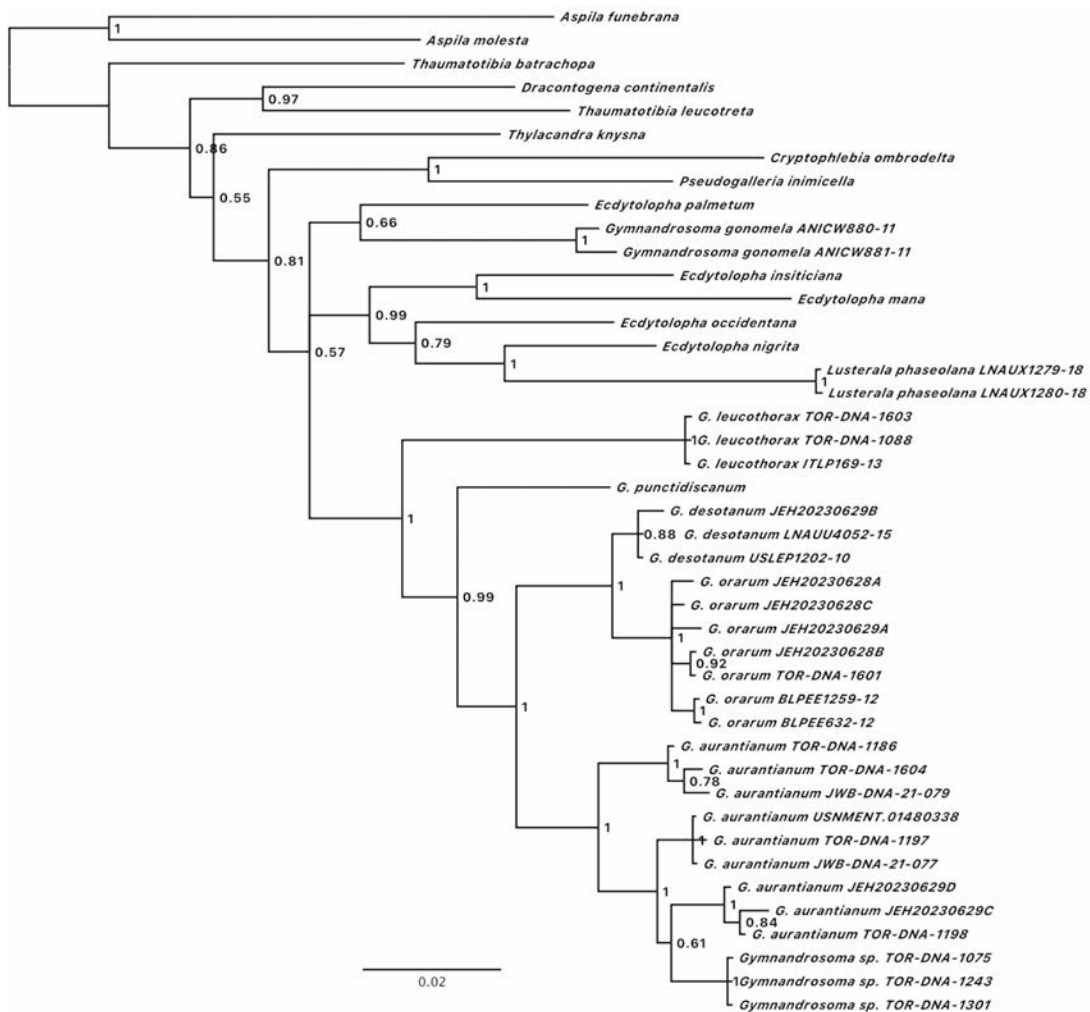 Aspila funebrana
1
Aspila molesta
Thaumatotibia batrachopa
Dracontogena continentalis
0.97
Thaumatotibia leucotreta
Thylacandra knysna
0.86
Cryptophlebia ombrodelta
1
Pseudogalleria inimicella
0.55
Ecdytolopha palmetum
0.66
Gymnandrosoma gonomela ANICW880-11
1
Gymnandrosoma gonomela ANICW881-11
0.81
Ecdytolopha insiticiana
1
Ecdytolopha mana
0.99
Ecdytolopha occidentana
0.79
Ecdytolopha nigrita
0.57
1
Lusterala phaseolana LNAUX1279-18
1
Lusterala phaseolana LNAUX1280-18
G. leucothorax TOR-DNA-1603
1G. leucothorax TOR-DNA-1088
G. leucothorax ITLP169-13
G. punctidiscanum
1
G. desotanum JEH20230629B
0.88 G. desotanum LNAUU4052-15
G. desotanum USLEP1202-10
G. orarum JEH20230628A
1
0.99
G. orarum JEH20230628C
G. orarum JEH20230629A
1
G. orarum JEH20230628B
0.92
G. orarum TOR-DNA-1601
G. orarum BLPEE1259-12
1
1
G. orarum BLPEE632-12
G. aurantianum TOR-DNA-1186
1
G. aurantianum TOR-DNA-1604
0.78
G. aurantianum JWB-DNA-21-079
G. aurantianum USNMENT.01480338
1
1 G. aurantianum TOR-DNA-1197
G. aurantianum JWB-DNA-21-077
G. aurantianum JEH20230629D
1
1
G. aurantianum JEH20230629C
0.84
G. aurantianum TOR-DNA-1198
0.61
Gymnandrosoma sp. TOR-DNA-1075
1Gymnandrosoma sp. TOR-DNA-1243
Gymnandrosoma sp. TOR-DNA-1301
0.02